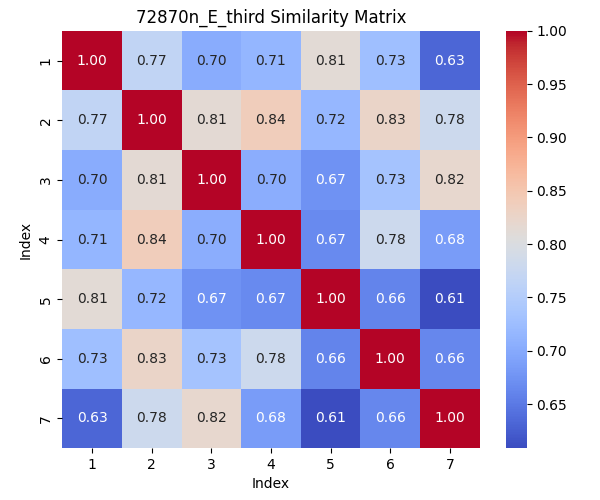 72870n_E_third Similarity Matrix
1 1.00 0.77 0.70 0.71 0.81 0.73 0.63
2 0.77 1.00 0.81 0.84 0.72 0.83 0.78
3 0.70 0.81 1.00 0.70 0.67 0.73 0.82
4 0.71 0.84 0.70 1.00 0.67 0.78 0.68
5 0.81 0.72 0.67 0.67 1.00 0.66 0.61
6 0.73 0.83 0.73 0.78 0.66 1.00 0.66
7 0.63 0.78 0.82 0.68 0.61 0.66 1.00
1 2 3 4 5 6 7
Index
Index
1.00
0.95
0.90
0.85
0.80
0.75
0.70
0.65